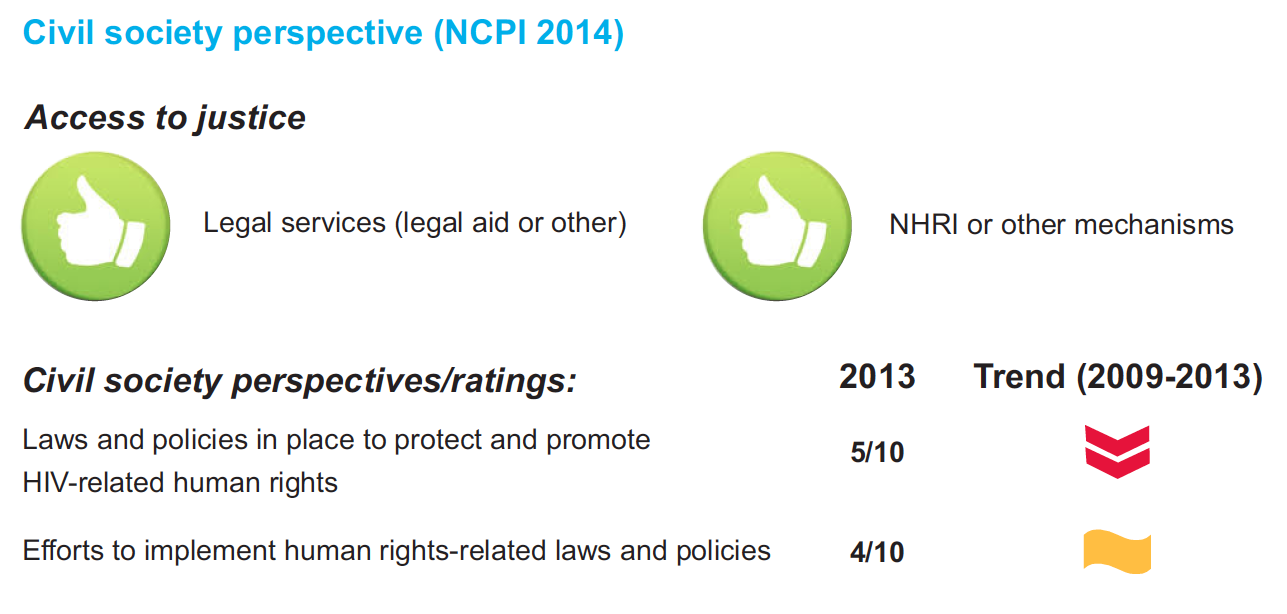 Civil society perspective (NCPI 2014)
Access to justice
Legal services (legal aid or other)
NHRI or other mechanisms
Civil society perspectives/ratings: 2013 Trend (2009-2013)
Laws and policies in place to protect and promote
HIV-related human rights
5/10
Efforts to implement human rights-related laws and policies 4/10